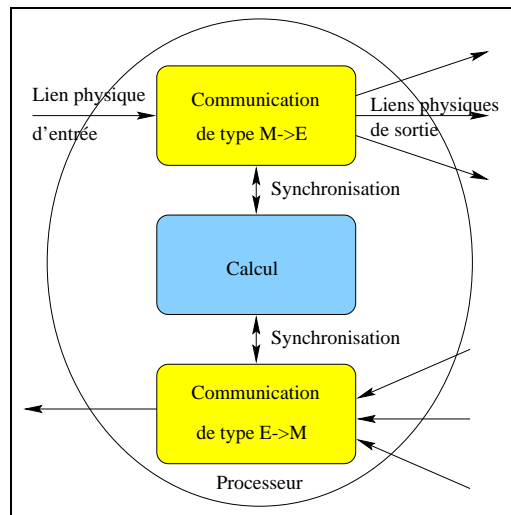 Lien physique
d'entrée
Communication
de type M->E
Liens physiques
de sortie
Synchronisation
Calcul
Synchronisation
Communication
de type E->M
Processeur